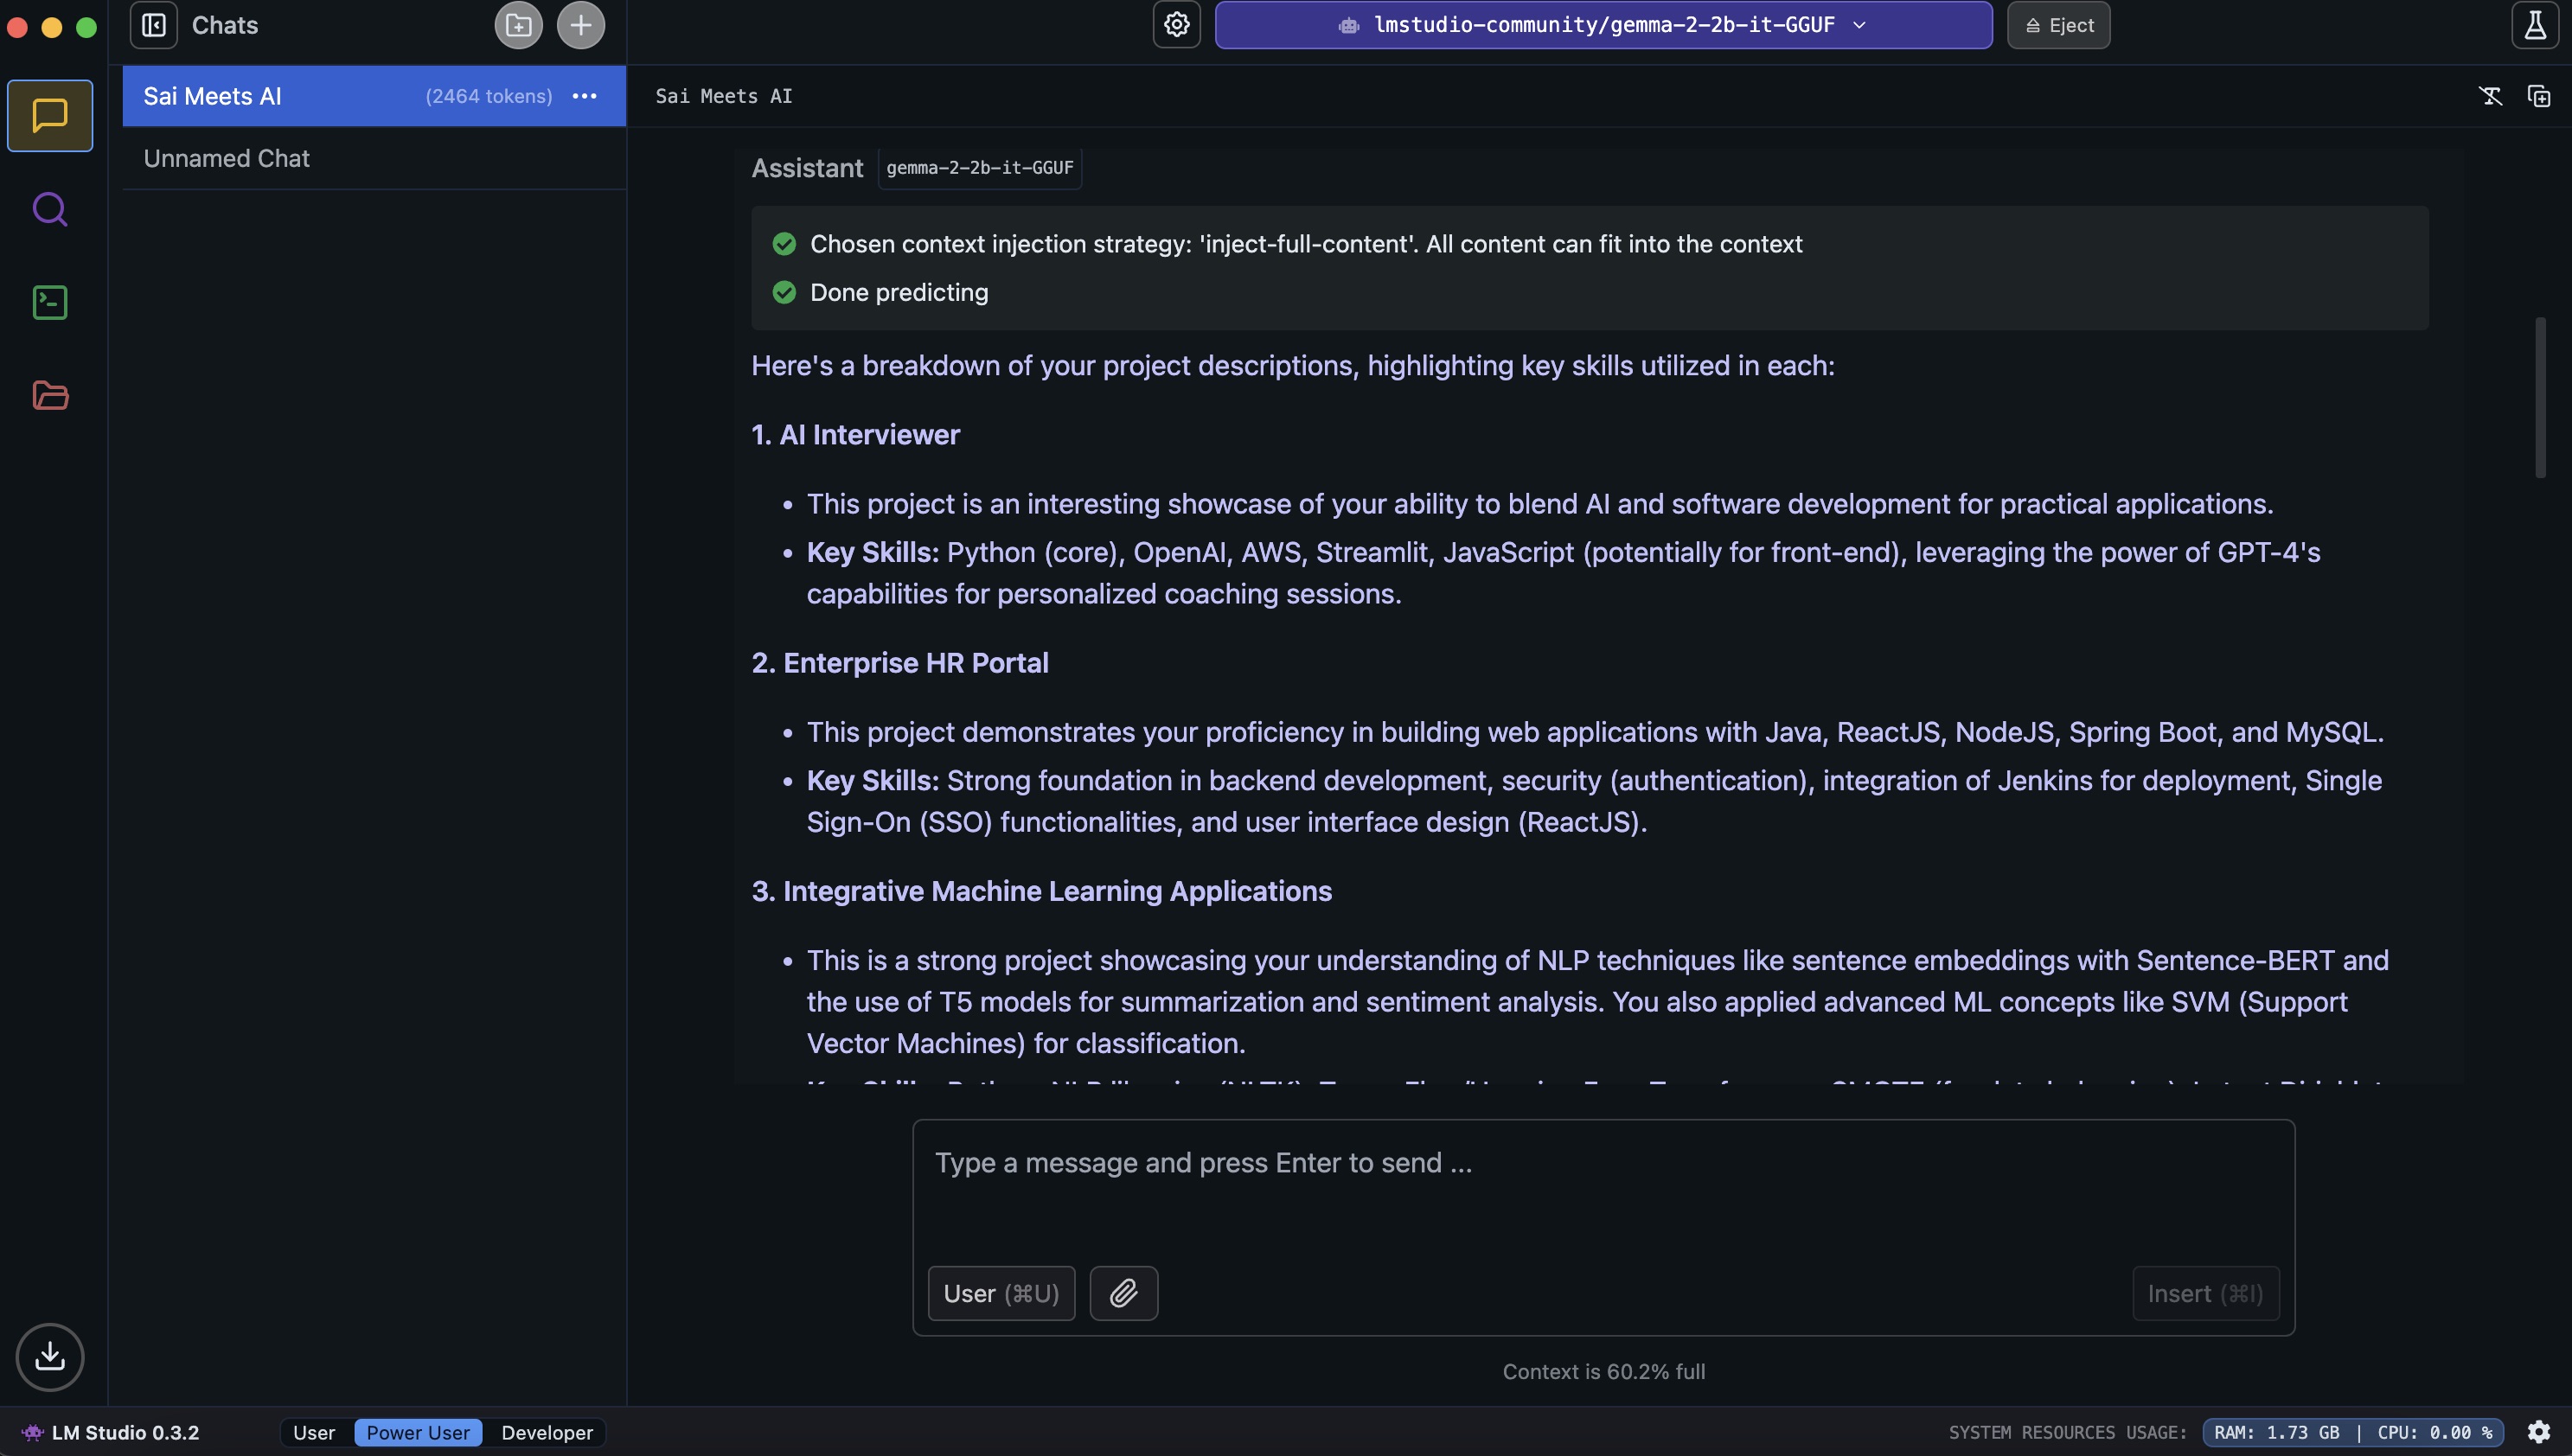 Chats
lmstudio-community/gemma-2-2b-it-GGUF
Eject
Sai Meets AI (2464 tokens)
Unnamed Chat
Sai Meets AI
Assistant gemma-2-2b-it-GGUF
Chosen context injection strategy: 'inject-full-content'. All content can fit into the context
Done predicting
Here's a breakdown of your project descriptions, highlighting key skills utilized in each:
1. AI Interviewer
• This project is an interesting showcase of your ability to blend AI and software development for practical applications.
• Key Skills: Python (core), OpenAI, AWS, Streamlit, JavaScript (potentially for front-end), leveraging the power of GPT-4's
capabilities for personalized coaching sessions.
2. Enterprise HR Portal
• This project demonstrates your proficiency in building web applications with Java, ReactJS, NodeJS, Spring Boot, and MySQL.
• Key Skills: Strong foundation in backend development, security (authentication), integration of Jenkins for deployment, Single
Sign-On (SSO) functionalities, and user interface design (ReactJS).
3. Integrative Machine Learning Applications
• This is a strong project showcasing your understanding of NLP techniques like sentence embeddings with Sentence-BERT and
the use of T5 models for summarization and sentiment analysis. You also applied advanced ML concepts like SVM (Support
Vector Machines) for classification.
Type a message and press Enter to send ...
User (⌘U)
Insert (⌘I)
Context is 60.2% full
LM Studio 0.3.2
User Power User Developer
SYSTEM RESOURCES USAGE: RAM: 1.73 GB | CPU: 0.00 %